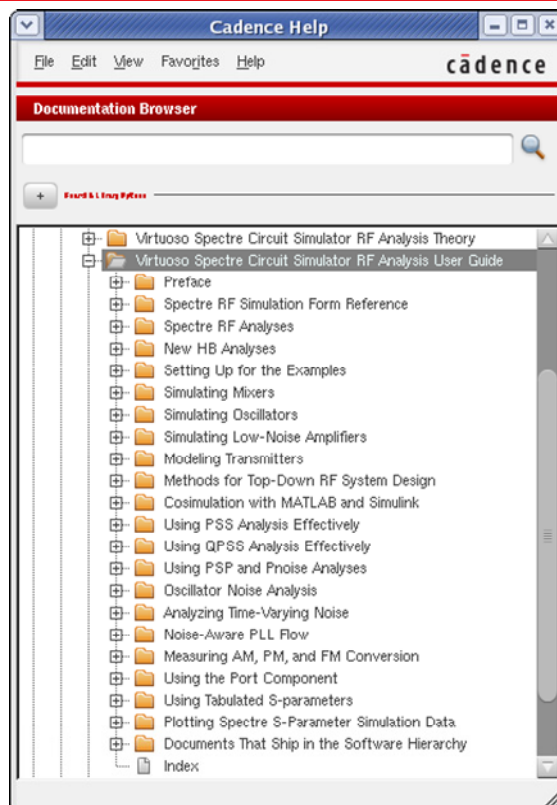 Cadence Help
File Edit View Favorites Help
cādence
Documentation Browser
+
Virtuoso Spectre Circuit Simulator RF Analysis Theory
Virtuoso Spectre Circuit Simulator RF Analysis User Guide
Preface
Spectre RF Simulation Form Reference
Spectre RF Analyses
New HB Analyses
Setting Up for the Examples
Simulating Mixers
Simulating Oscillators
Simulating Low-Noise Amplifiers
Modeling Transmitters
Methods for Top-Down RF System Design
Cosimulation with MATLAB and Simulink
Using PSS Analysis Effectively
Using QPSS Analysis Effectively
Using PSP and Pnoise Analyses
Oscillator Noise Analysis
Analyzing Time-Varying Noise
Noise-Aware PLL Flow
Measuring AM, PM, and FM Conversion
Using the Port Component
Using Tabulated S-parameters
Plotting Spectre S-Parameter Simulation Data
Documents That Ship in the Software Hierarchy
Index